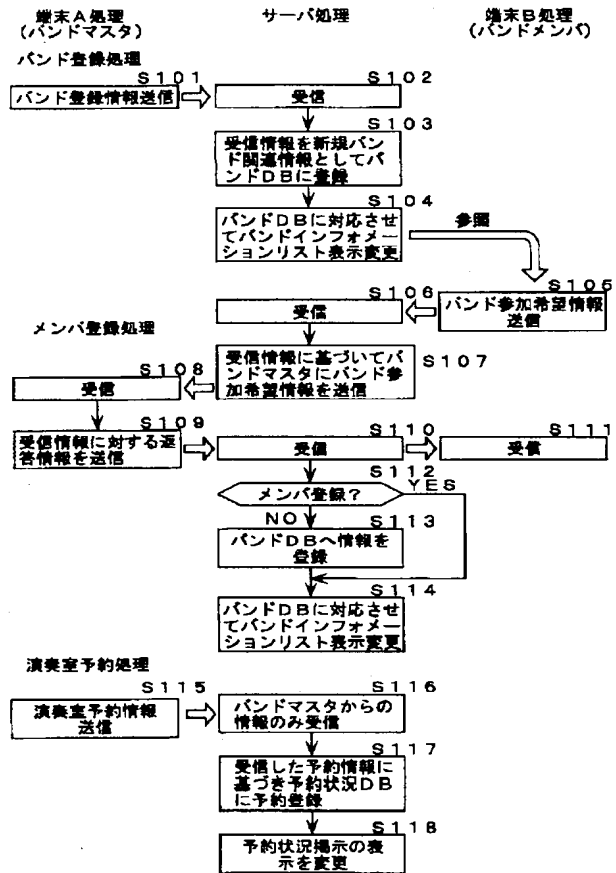 端末A処理
(バンドマスタ)
サーバ処理
端末B処理
(バンドメンバ)
バンド登録処理
S101
バンド登録情報送信
S102
受信
S103
受信情報を新規バン
ド関連情報としてバ
ンドDBに登録
S104
バンドDBに対応させ
てバンドインフォメー
ションリスト表示変更
参照
S105
バンド参加希望情報
送信
S106
受信
メンバ登録処理
S107
受信情報に基づいてバ
ンドマスタにバンド参
加希望情報を送信
S108
受信
S109
受信情報に対する返
答情報を送信
S110
受信
S111
受信
S112
メンバ登録?
YES
NO
S113
バンドDBへ情報を
登録
S114
バンドDBに対応させ
てバンドインフォメー
ションリスト表示変更
演奏室予約処理
S115
演奏室予約情報
送信
S116
バンドマスタからの
情報のみ受信
S117
受信した予約情報に
基づき予約状況DB
に予約登録
S118
予約状況掲示の表
示を変更